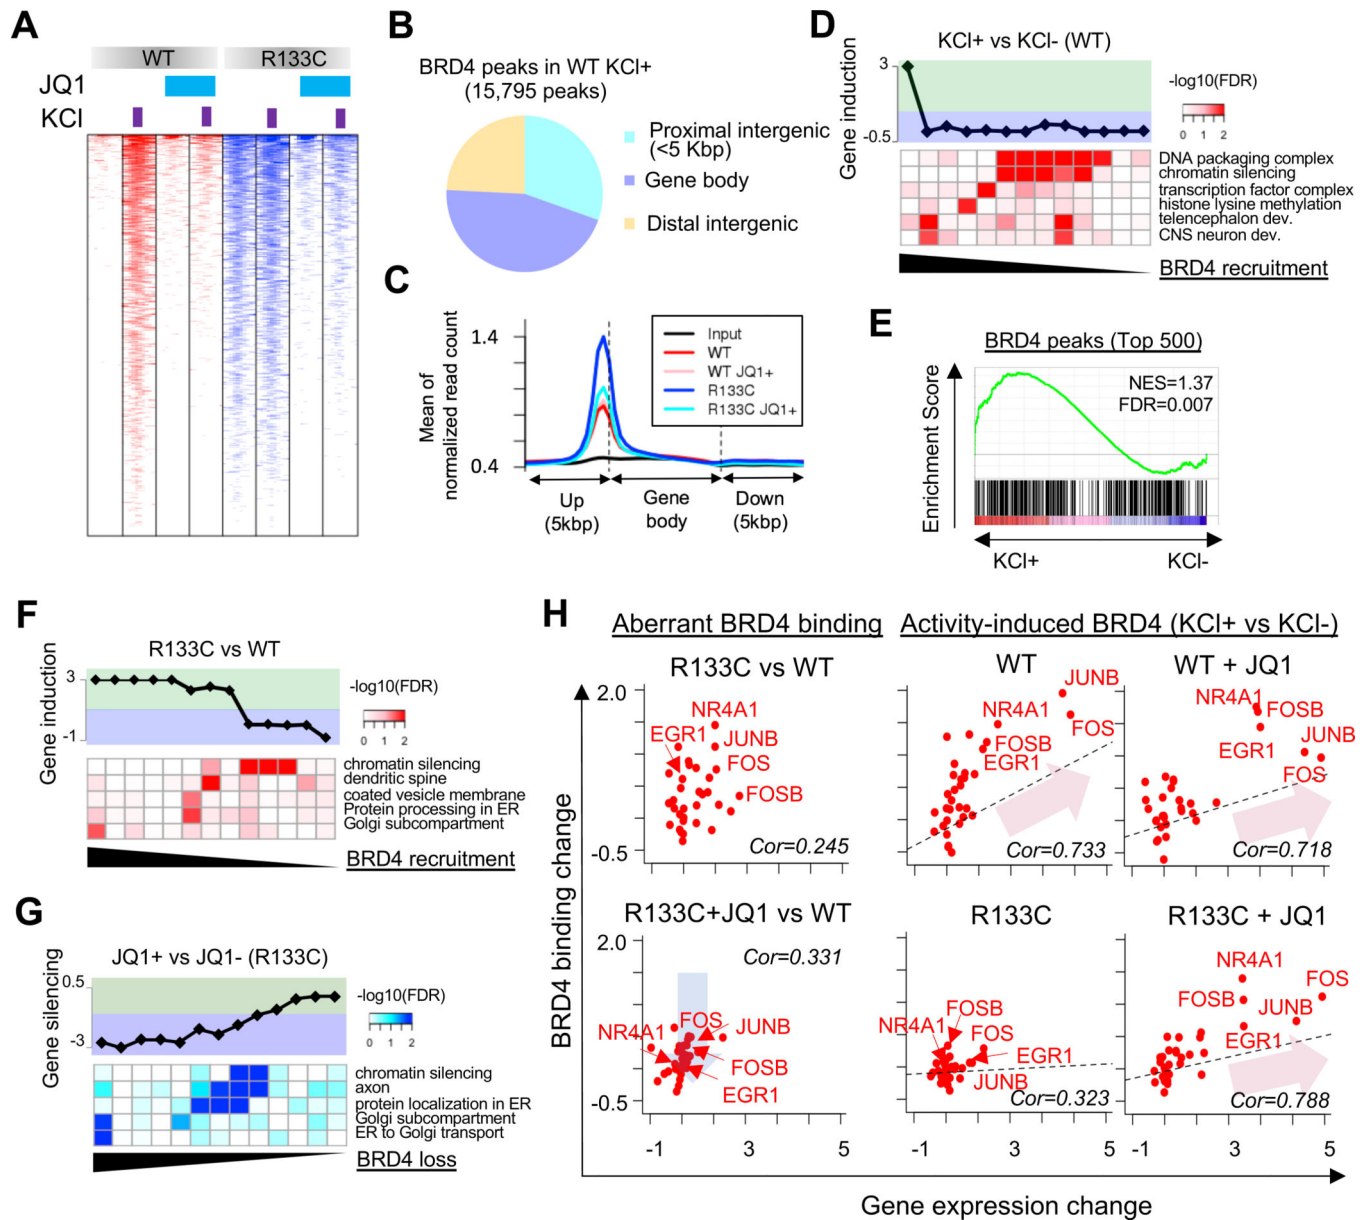 A
WT
R133C
JQ1
KCl
B
BRD4 peaks in WT KCl+
(15,795 peaks)
Proximal intergenic
(<5 Kbp)
Gene body
Distal intergenic
C
Mean of
normalized read count
1.4
0.4
Input
WT
WT JQ1+
R133C
R133C JQ1+
Up
(5kbp)
Gene
body
Down
(5kbp)
D
KCl+ vs KCl- (WT)
Gene induction
3
-0.5
-log10(FDR)
0 1 2
DNA packaging complex
chromatin silencing
transcription factor complex
histone lysine methylation
telencephalon dev.
CNS neuron dev.
BRD4 recruitment
E
BRD4 peaks (Top 500)
Enrichment Score
NES=1.37
FDR=0.007
KCl+
KCl-
F
R133C vs WT
Gene induction
3
-1
-log10(FDR)
0 1 2
chromatin silencing
dendritic spine
coated vesicle membrane
Protein processing in ER
Golgi subcompartment
BRD4 recruitment
G
JQ1+ vs JQ1- (R133C)
Gene silencing
0.5
-3
-log10(FDR)
0 1 2
chromatin silencing
axon
protein localization in ER
Golgi subcompartment
ER to Golgi transport
BRD4 loss
H
Aberrant BRD4 binding
Activity-induced BRD4 (KCl+ vs KCl-)
BRD4 binding change
R133C vs WT
2.0
-0.5
NR4A1
EGR1
JUNB
FOS
FOSB
Cor=0.245
WT
JUNB
NR4A1
FOS
FOSB
EGR1
Cor=0.733
WT + JQ1
NR4A1
FOSB
EGR1
JUNB
FOS
Cor=0.718
R133C+JQ1 vs WT
2.0
-0.5
Cor=0.331
FOS
JUNB
NR4A1
FOSB
EGR1
-1 3 5
R133C
FOSB
NR4A1
FOS
EGR1
JUNB
Cor=0.323
-1 3 5
R133C + JQ1
NR4A1
FOS
FOSB
JUNB
EGR1
Cor=0.788
-1 3 5
Gene expression change